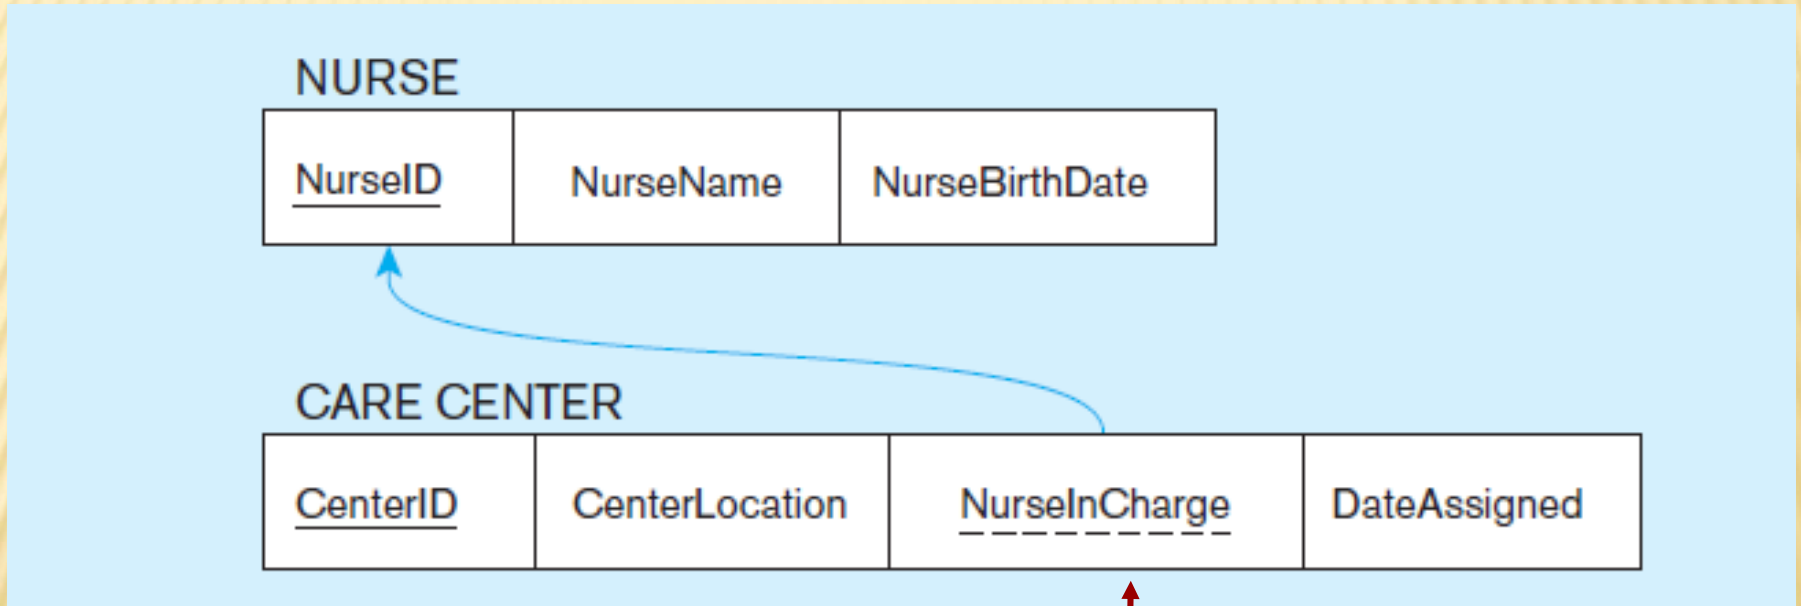 NURSE
NurseID NurseName NurseBirthDate
CARE CENTER
CenterID CenterLocation NurseInCharge DateAssigned